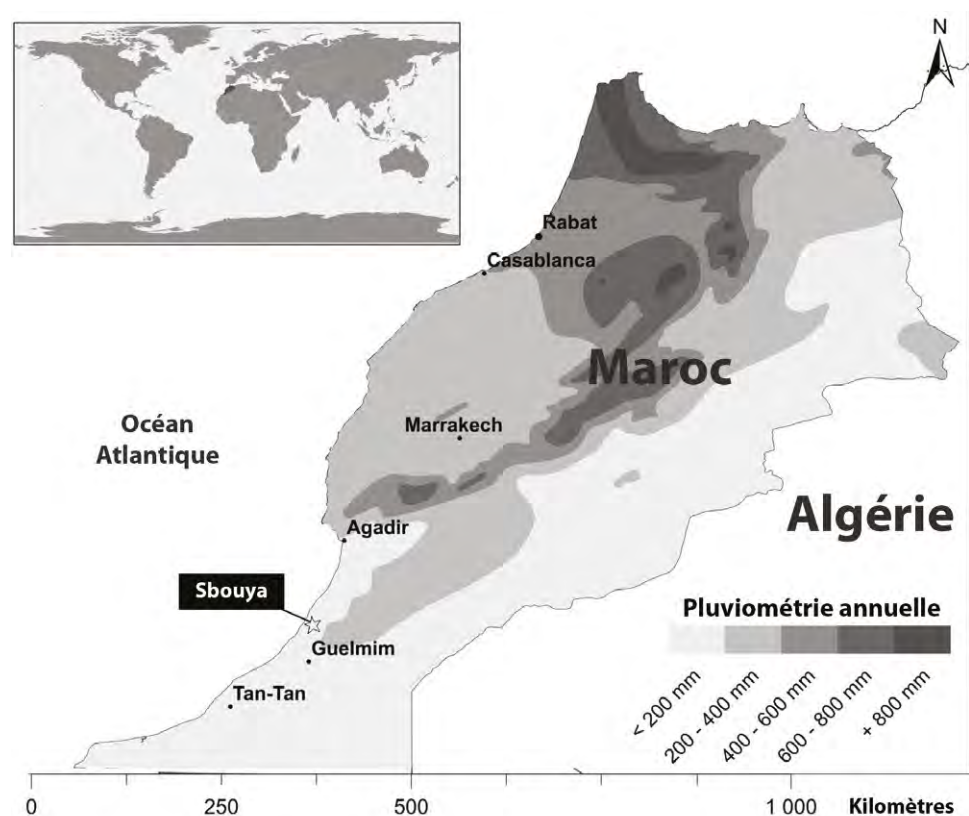 N
Rabat
Casablanca
Maroc
Océan
Atlantique
Marrakech
Algérie
Agadir
Sbouya
Pluviométrie annuelle
Guelmim
Tan-Tan
< 200 mm
200 - 400 mm
400 - 600 mm
600 - 800 mm
+ 800 mm
0
250
500
1 000
Kilomètres